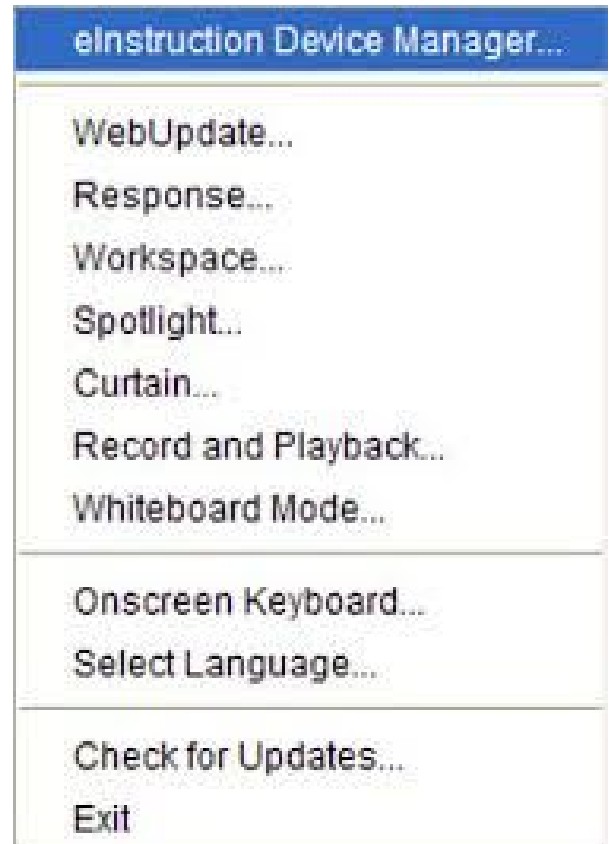 eInstruction Device Manager...
WebUpdate...
Response...
Workspace...
Spotlight...
Curtain...
Record and Playback...
Whiteboard Mode...
Onscreen Keyboard...
Select Language...
Check for Updates...
Exit